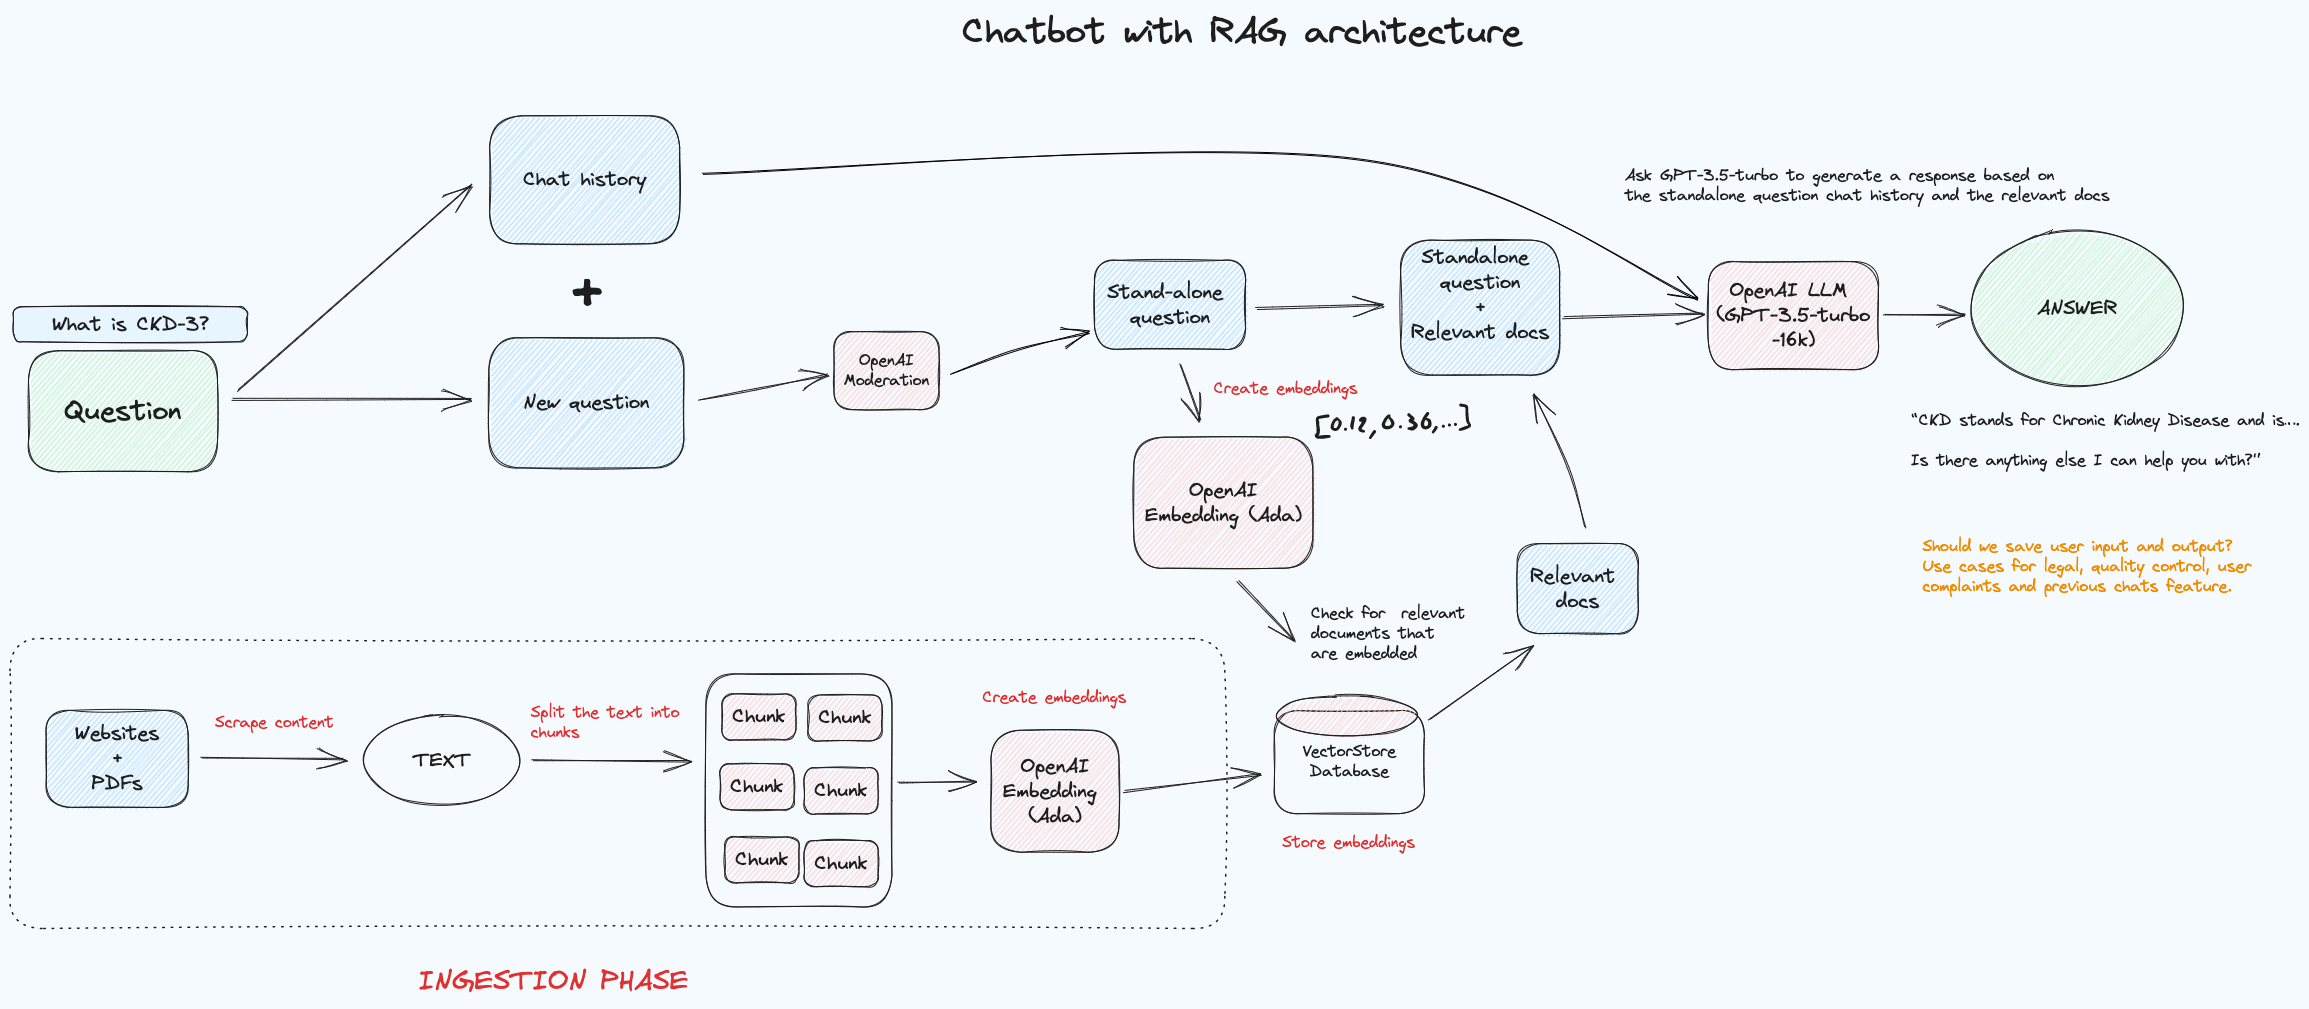 Chatbot with RAG architecture
Chat history
+
What is CKD-3?
Question
New question
OpenAI
Moderation
Stand-alone
question
Create embeddings
[0.12, 0.36,...]
OpenAI
Embedding (Ada)
Check for relevant
documents that
are embedded
Standalone
question
+
Relevant docs
Relevant
docs
Ask GPT-3.5-turbo to generate a response based on
the standalone question chat history and the relevant docs
OpenAI LLM
(GPT-3.5-turbo
-16k)
ANSWER
"CKD stands for Chronic Kidney Disease and is....
Is there anything else I can help you with?"
Should we save user input and output?
Use cases for legal, quality control, user
complaints and previous chats feature.
Websites
+
PDFs
Scrape content
TEXT
Split the text into
chunks
Chunk
Chunk
Chunk
Chunk
Chunk
Chunk
Create embeddings
OpenAI
Embedding
(Ada)
VectorStore
Database
Store embeddings
INGESTION PHASE